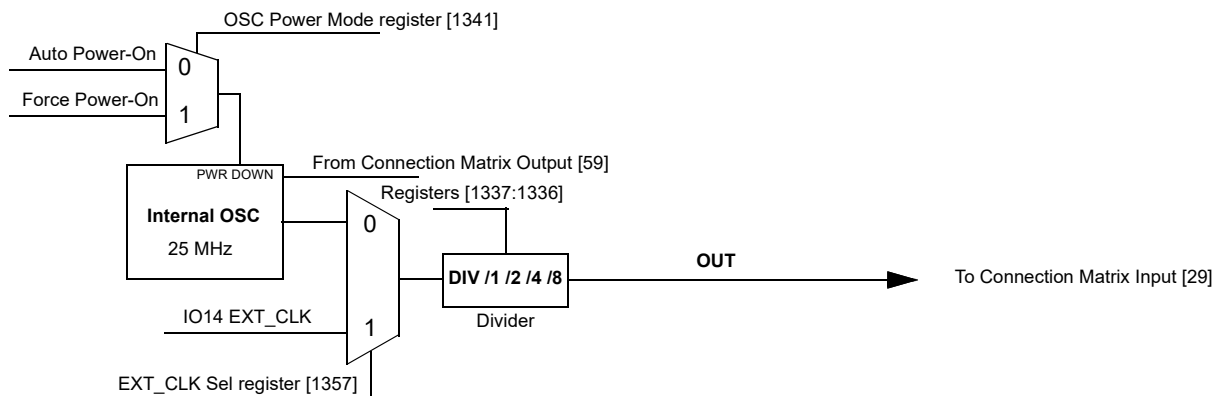 OSC Power Mode register [1341]
Auto Power-On
0
Force Power-On
1
From Connection Matrix Output [59]
PWR DOWN
Registers [1337:1336]
Internal OSC
0
25 MHz
OUT
DIV /1 /2 /4 /8
To Connection Matrix Input [29]
IO14 EXT_CLK
1
Divider
EXT_CLK Sel register [1357]